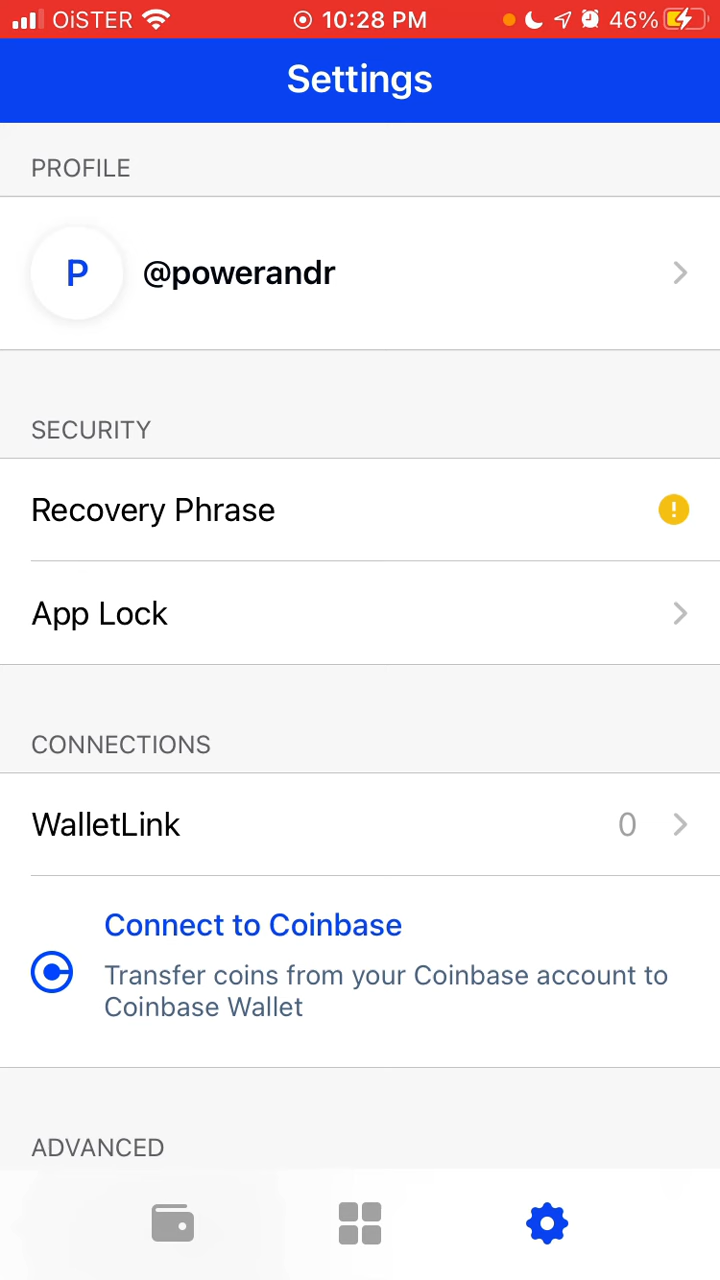 OiSTER 10:28 PM 46%
Settings
PROFILE
P @powerandr
SECURITY
Recovery Phrase !
App Lock
CONNECTIONS
WalletLink 0
Connect to Coinbase
Transfer coins from your Coinbase account to
Coinbase Wallet
ADVANCED